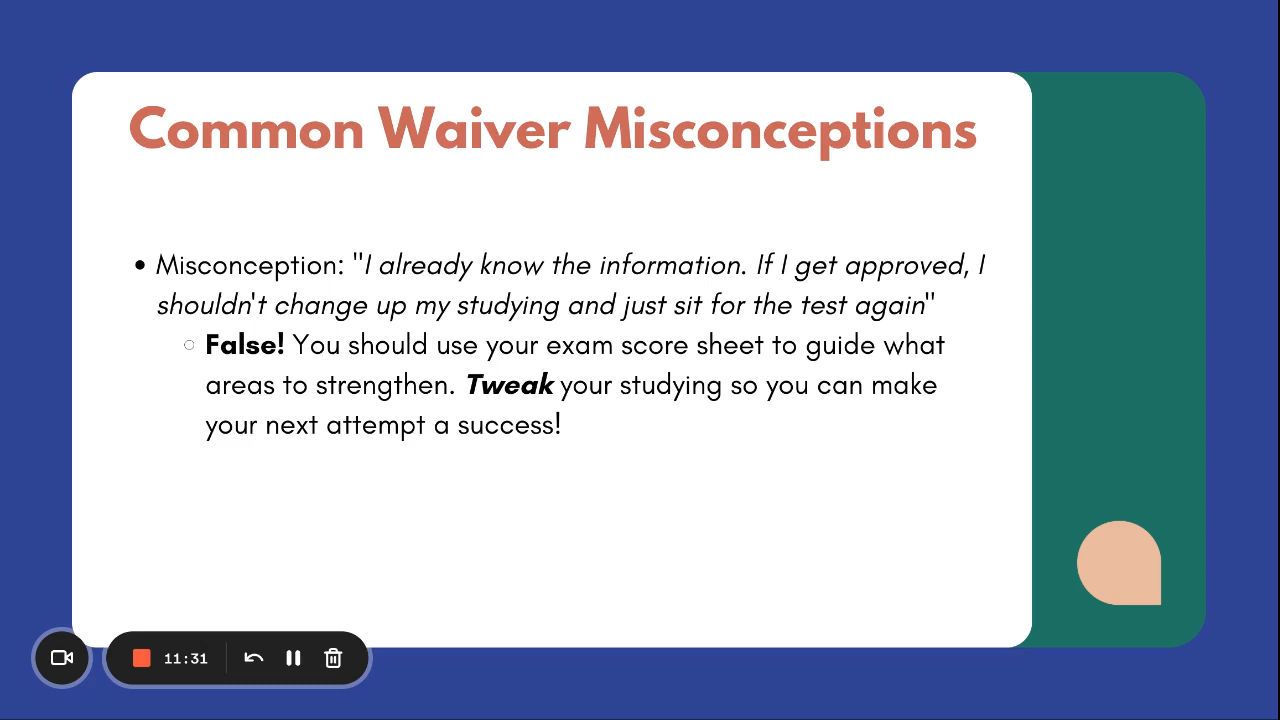 Common Waiver Misconceptions
• Misconception: "I already know the information. If I get approved, I
shouldn't change up my studying and just sit for the test again"
○ False! You should use your exam score sheet to guide what
areas to strengthen. Tweak your studying so you can make
your next attempt a success!
11:31